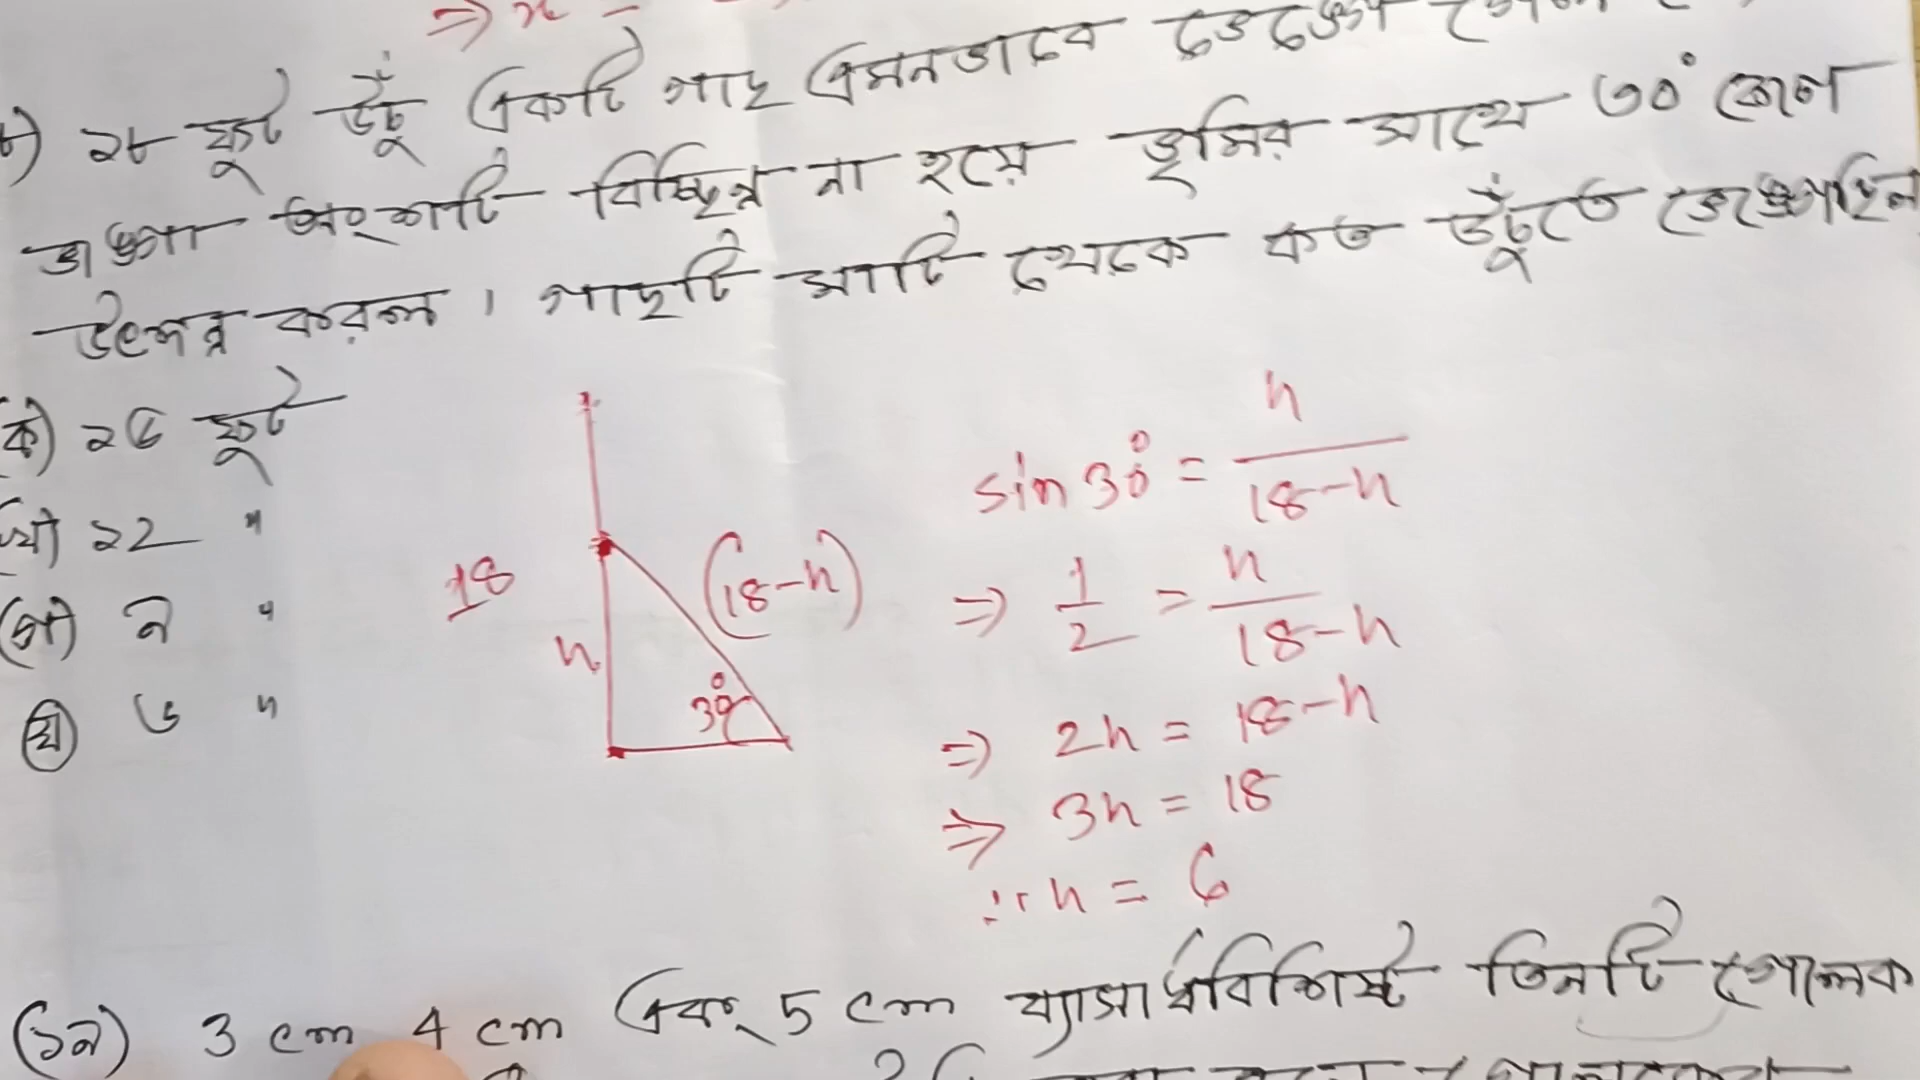 ⇒ x =
১৮ ফুট উঁচু একটি গাছ এমনভাবে ভেঙ্গে গেল
ভাঙ্গা অংশটি বিচ্ছিন্ন না হয়ে ভূমির সাথে ৩০° কোণ
উৎপন্ন করল। গাছটি মাটি থেকে কত উঁচুতে ভেঙ্গেছিল
(ক) ১৫ ফুট
(খ) ১২ "
(গ) ৯ "
(ঘ) ৬ "
18
h
(18-h)
30°
sin 30° = h / 18-h
⇒ 1/2 = h / 18-h
⇒ 2h = 18-h
⇒ 3h = 18
∴ h = 6
(১৯) 3 cm 4 cm এবং 5 cm ব্যাসার্ধবিশিষ্ট তিনটি গোলক